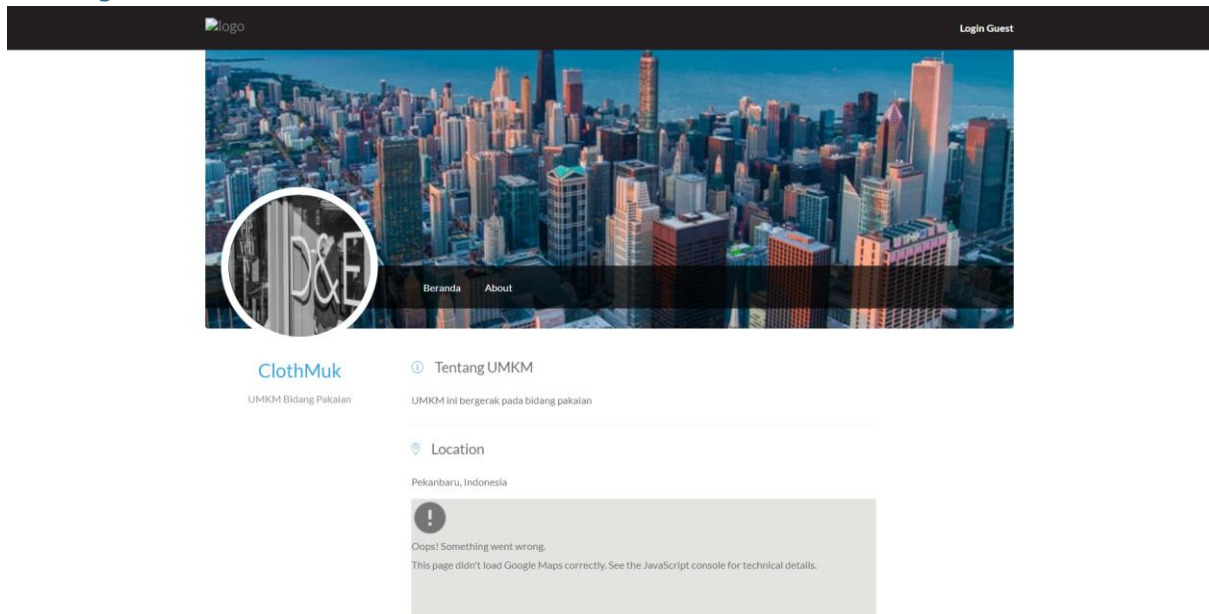 logo
Login Guest
D&E
Beranda About
ClothMuk
UMKM Bidang Pakaian
Tentang UMKM
UMKM ini bergerak pada bidang pakaian
Location
Pekanbaru, Indonesia
Oops! Something went wrong.
This page didn't load Google Maps correctly. See the JavaScript console for technical details.